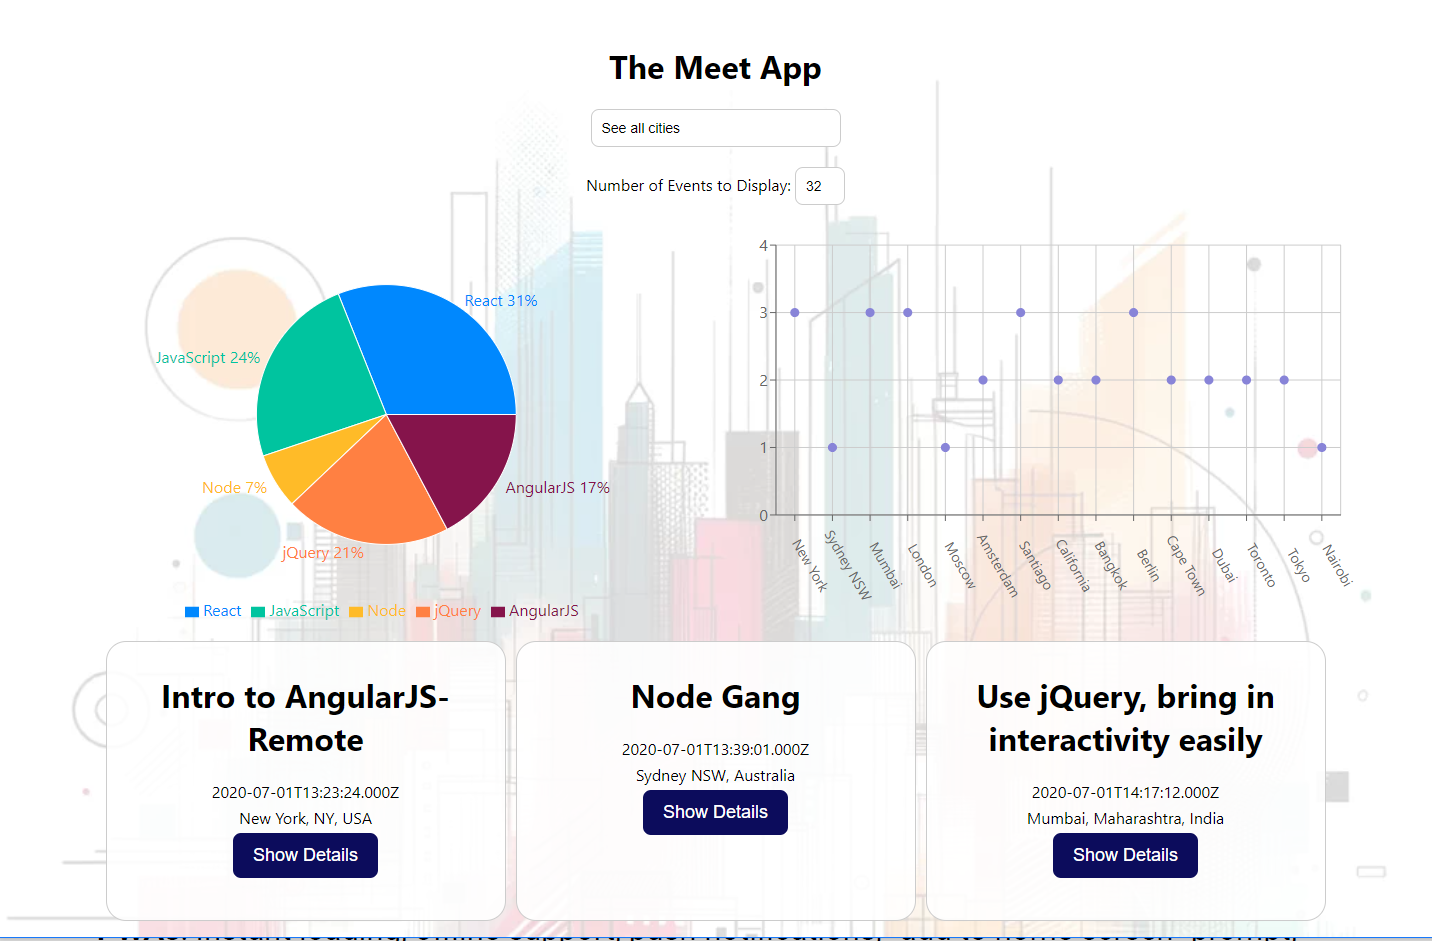 The Meet App
See all cities
Number of Events to Display: 32
React 31%
JavaScript 24%
Node 7%
jQuery 21%
AngularJS 17%
React JavaScript Node jQuery AngularJS
4
3
2
1
0
New York
Sydney NSW
Mumbai
London
Moscow
Amsterdam
Santiago
California
Bangkok
Berlin
Cape Town
Dubai
Toronto
Tokyo
Nairobi
Intro to AngularJS-
Remote
2020-07-01T13:23:24.000Z
New York, NY, USA
Show Details
Node Gang
2020-07-01T13:39:01.000Z
Sydney NSW, Australia
Show Details
Use jQuery, bring in
interactivity easily
2020-07-01T14:17:12.000Z
Mumbai, Maharashtra, India
Show Details